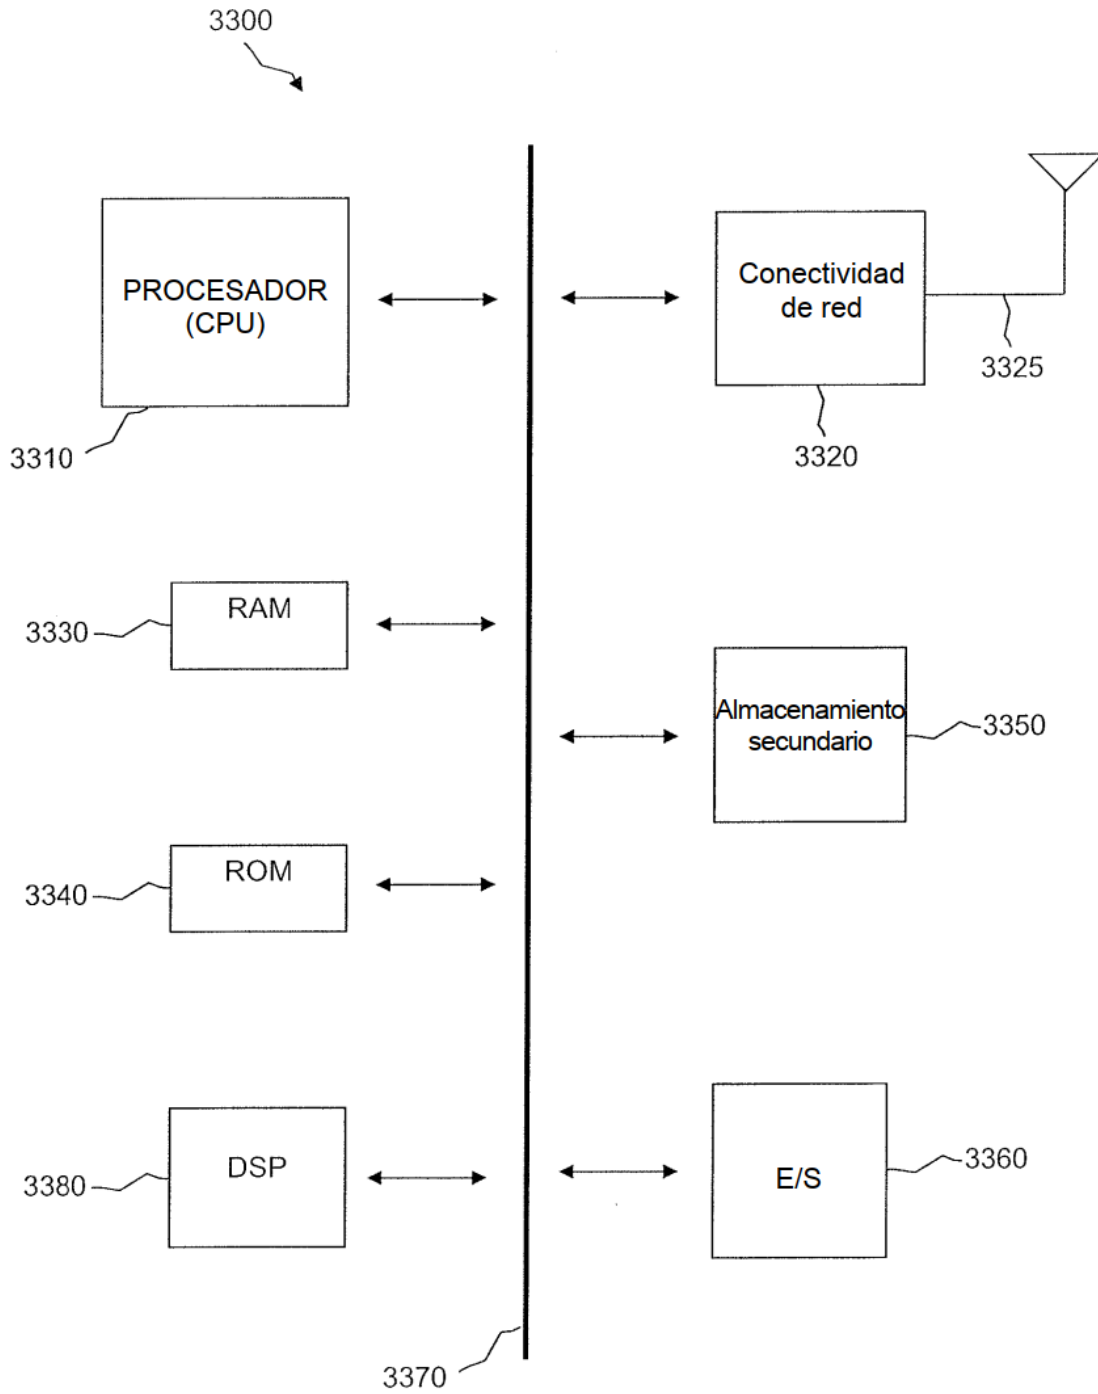 3300
PROCESADOR
(CPU)
3310
Conectividad
de red
3325
3320
RAM
3330
Almacenamiento
secundario
3350
ROM
3340
DSP
3380
E/S
3360
3370